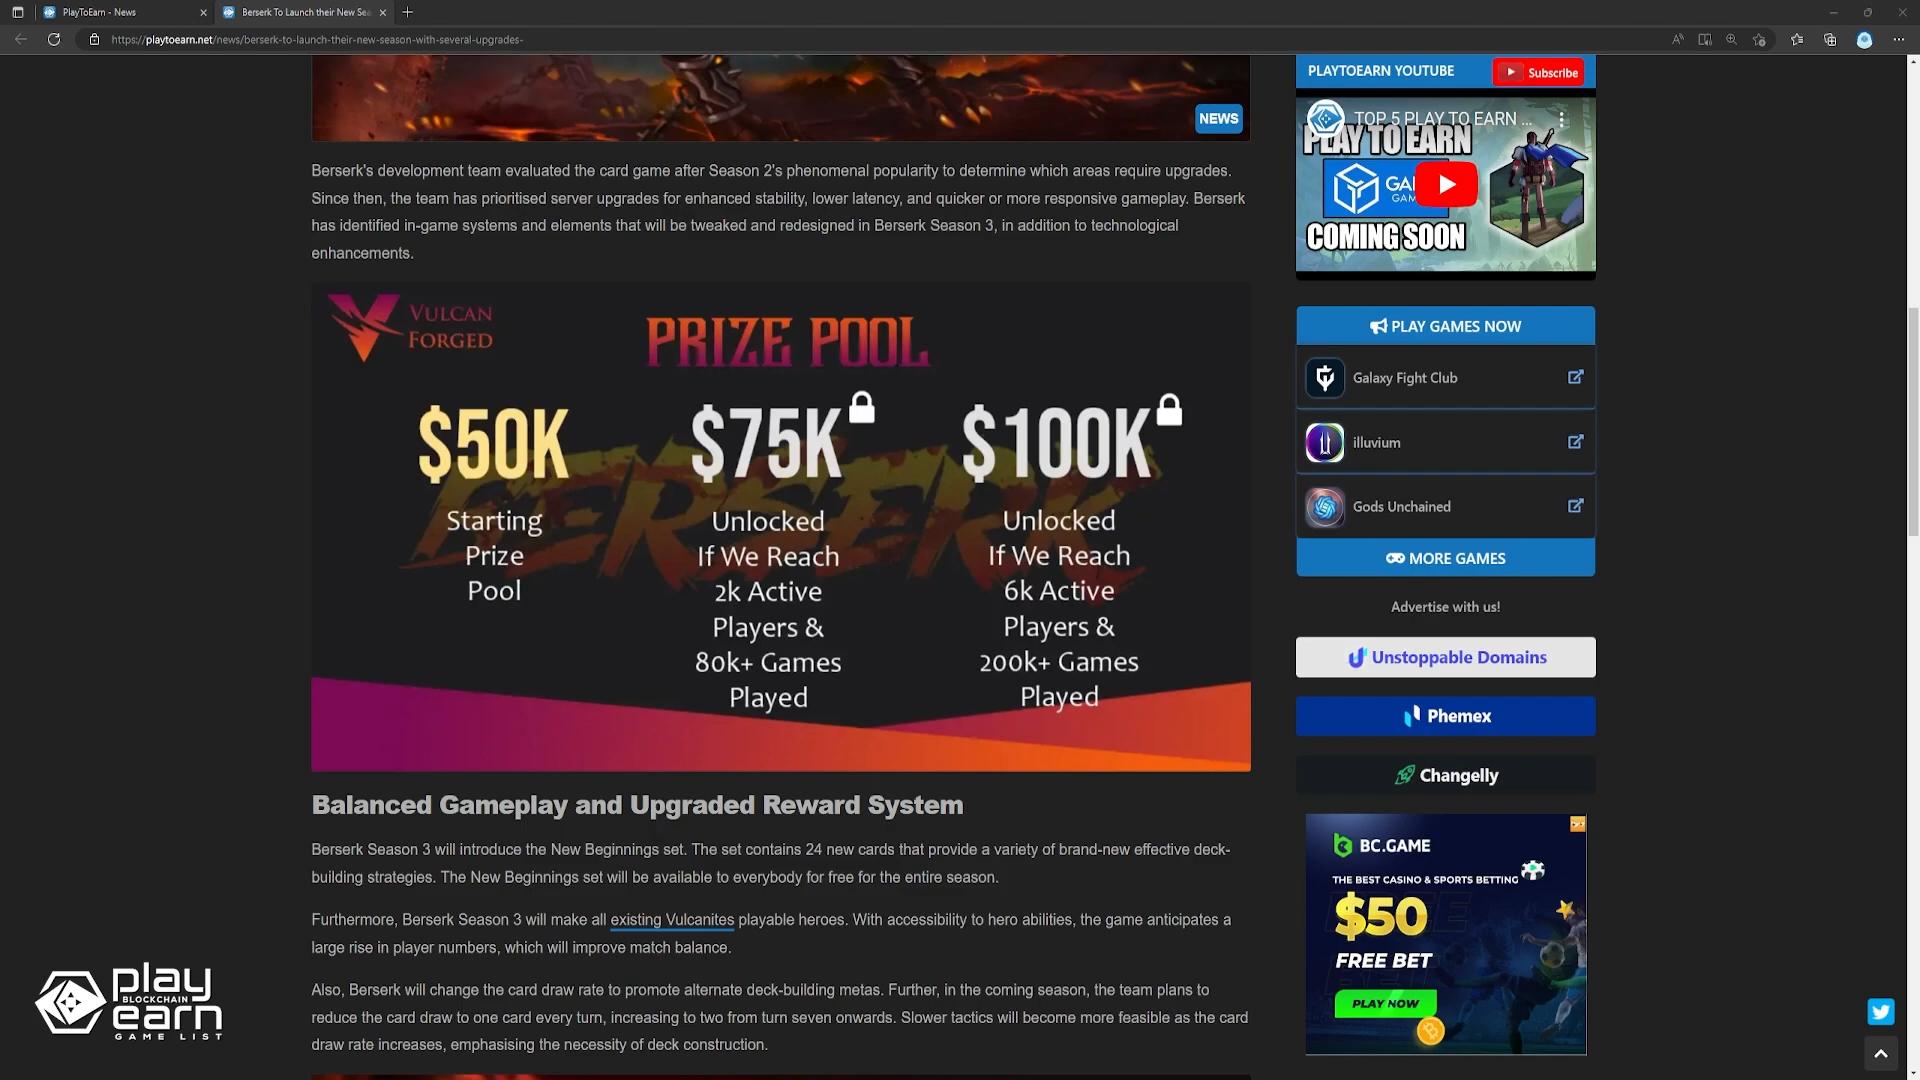 PlayToEarn - News
Berserk To Launch their New Sea
https://playtoearn.net/news/berserk-to-launch-their-new-season-with-several-upgrades-
NEWS
Berserk's development team evaluated the card game after Season 2's phenomenal popularity to determine which areas require upgrades.
Since then, the team has prioritised server upgrades for enhanced stability, lower latency, and quicker or more responsive gameplay. Berserk
has identified in-game systems and elements that will be tweaked and redesigned in Berserk Season 3, in addition to technological
enhancements.
VULCAN
FORGED
PRIZE POOL
BERSERK
$50K
Starting
Prize
Pool
$75K
Unlocked
If We Reach
2k Active
Players &
80k+ Games
Played
$100K
Unlocked
If We Reach
6k Active
Players &
200k+ Games
Played
Balanced Gameplay and Upgraded Reward System
Berserk Season 3 will introduce the New Beginnings set. The set contains 24 new cards that provide a variety of brand-new effective deck-
building strategies. The New Beginnings set will be available to everybody for free for the entire season.
Furthermore, Berserk Season 3 will make all existing Vulcanites playable heroes. With accessibility to hero abilities, the game anticipates a
large rise in player numbers, which will improve match balance.
Also, Berserk will change the card draw rate to promote alternate deck-building metas. Further, in the coming season, the team plans to
reduce the card draw to one card every turn, increasing to two from turn seven onwards. Slower tactics will become more feasible as the card
draw rate increases, emphasising the necessity of deck construction.
play
BLOCKCHAIN
earn
GAME LIST
PLAYTOEARN YOUTUBE
Subscribe
TOP 5 PLAY TO EARN ...
PLAY TO EARN
GA
GAM
COMING SOON
PLAY GAMES NOW
Galaxy Fight Club
illuvium
Gods Unchained
MORE GAMES
Advertise with us!
Unstoppable Domains
Phemex
Changelly
BC.GAME
THE BEST CASINO & SPORTS BETTING
$50
FREE BET
PLAY NOW